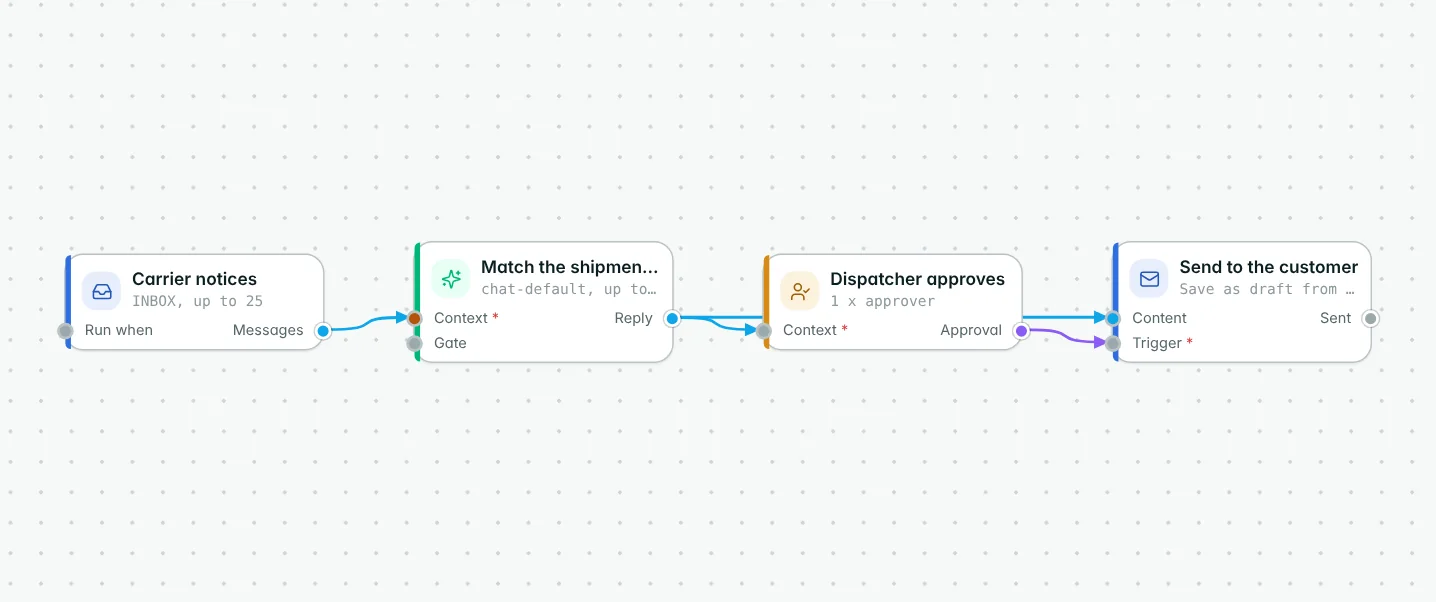 Carrier notices
INBOX, up to 25
Run when
Messages
Match the shipmen...
chat-default, up to...
Context *
Reply
Gate
Dispatcher approves
1 x approver
Context *
Approval
Send to the customer
Save as draft from ...
Content
Sent
Trigger *